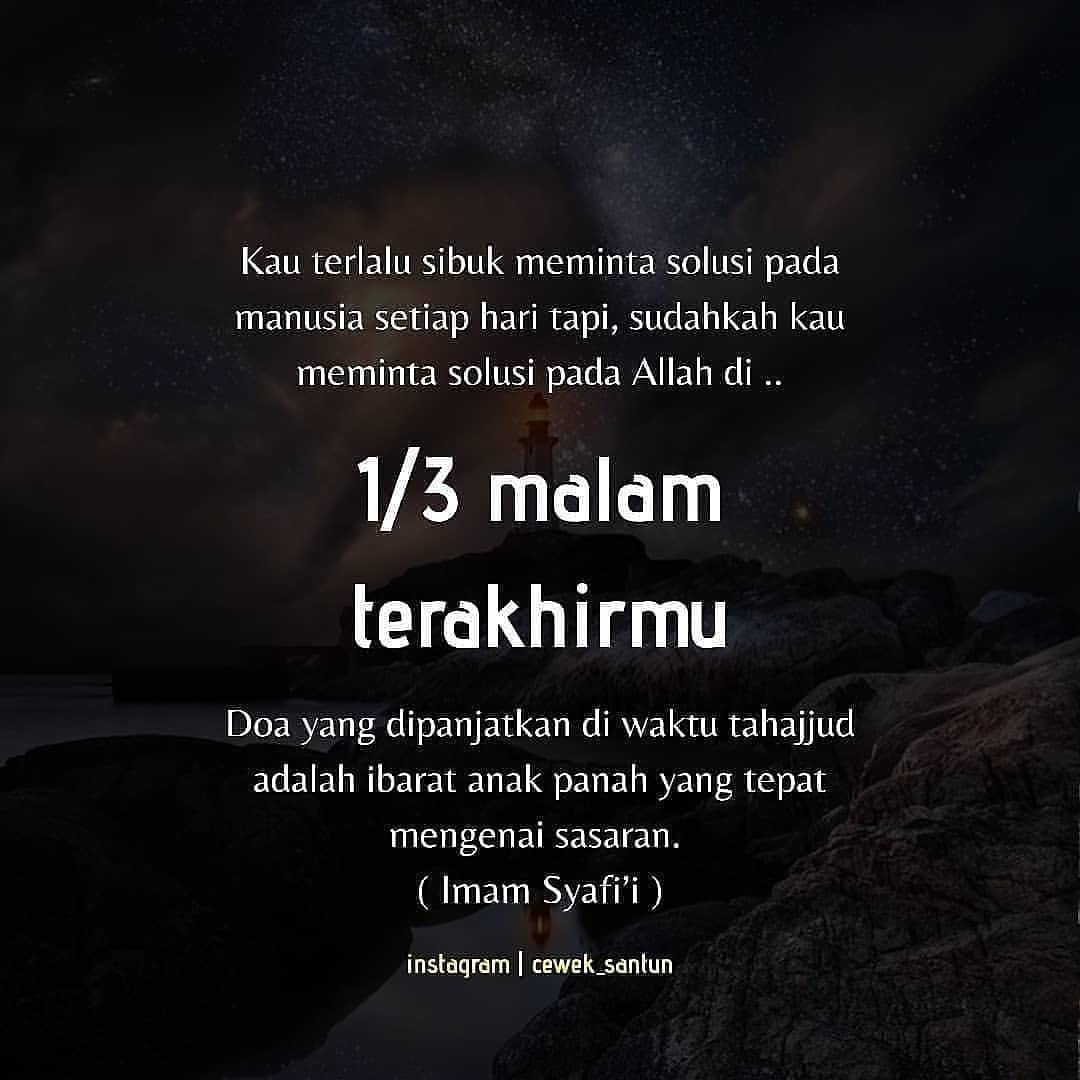 Kau terlalu sibuk meminta solusi pada
manusia setiap hari tapi, sudahkah kau
meminta solusi pada Allah di ..
1/3 malam
terakhirmu
Doa yang dipanjatkan di waktu tahajjud
adalah ibarat anak panah yang tepat
mengenai sasaran.
( Imam Syafi’i )
instagram | cewek_santun